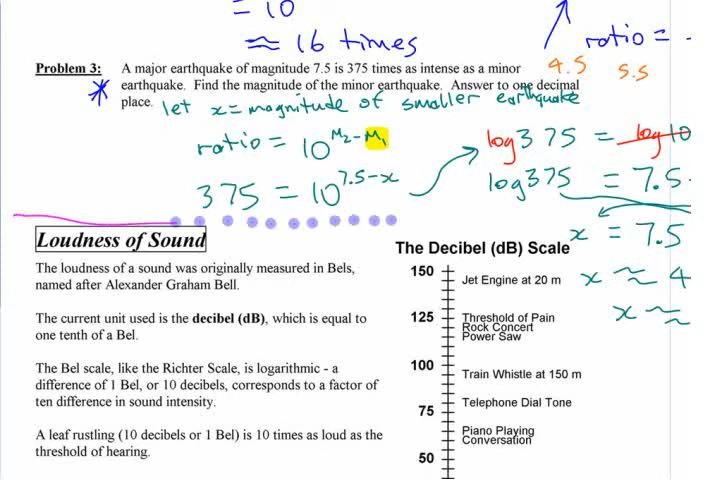 = 10
≈ 16 times
ratio =
4.5 5.5
Problem 3: A major earthquake of magnitude 7.5 is 375 times as intense as a minor
earthquake. Find the magnitude of the minor earthquake. Answer to one decimal
place.
let x = magnitude of smaller earthquake
ratio = 10^M₂-M₁
375 = 10^7.5-x
log 375 = log 10
log 375 = 7.5
x = 7.5
x ≈ 4
x ≈
Loudness of Sound
The loudness of a sound was originally measured in Bels,
named after Alexander Graham Bell.
The current unit used is the decibel (dB), which is equal to
one tenth of a Bel.
The Bel scale, like the Richter Scale, is logarithmic - a
difference of 1 Bel, or 10 decibels, corresponds to a factor of
ten difference in sound intensity.
A leaf rustling (10 decibels or 1 Bel) is 10 times as loud as the
threshold of hearing.
The Decibel (dB) Scale
150
Jet Engine at 20 m
125 Threshold of Pain
Rock Concert
Power Saw
100
Train Whistle at 150 m
75 Telephone Dial Tone
Piano Playing
Conversation
50